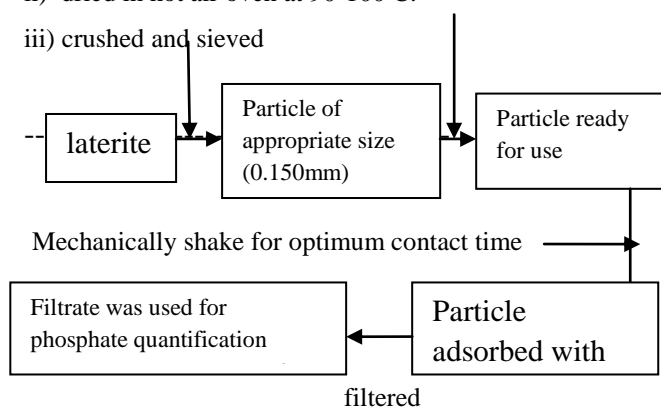 iii) crushed and sieved
laterite
Particle of
appropriate size
(0.150mm)
Particle ready
for use
Mechanically shake for optimum contact time
Filtrate was used for
phosphate quantification
Particle
adsorbed with
filtered